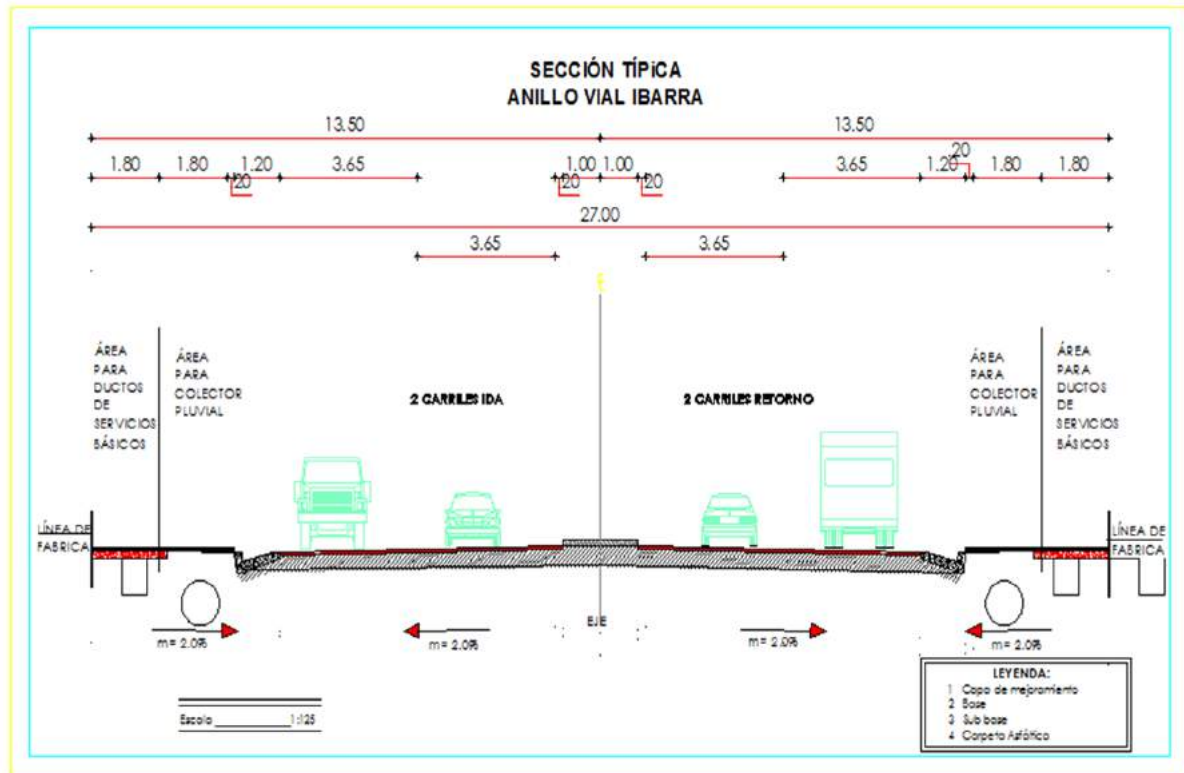 SECCIÓN TÍPiCA
ANILLO VIAL IBARRA
13.50 13.50
1.80 1.80 1.20 3.65 1.00 1.00 3.65 1.20 20 1.80 1.80
20 20 20
27.00
3.65 3.65
ÁREA
PARA
DUCTOS
DE
SERVICIOS
BÁSICOS
ÁREA
PARA
COLECTOR
PLUVIAL
2 CARRILES IDA
2 CARRILES RETORNO
ÁREA
PARA
COLECTOR
PLUVIAL
ÁREA
PARA
DUCTOS
DE
SERVICIOS
BÁSICOS
LÍNEA DE
FABRICA
LÍNEA DE
FABRICA
EJE
m= 2.0% m= 2.0% m= 2.0% m= 2.0%
Escala 1:125
LEYENDA:
1 Capa de mejoramiento
2 Base
3 Sub base
4 Carpeta Asfáltica